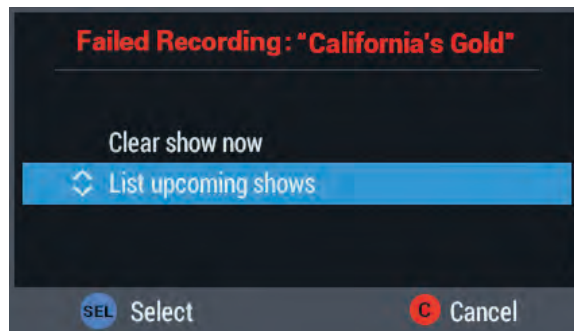 Failed Recording: "California's Gold"
Clear show now
List upcoming shows
SEL Select
C Cancel